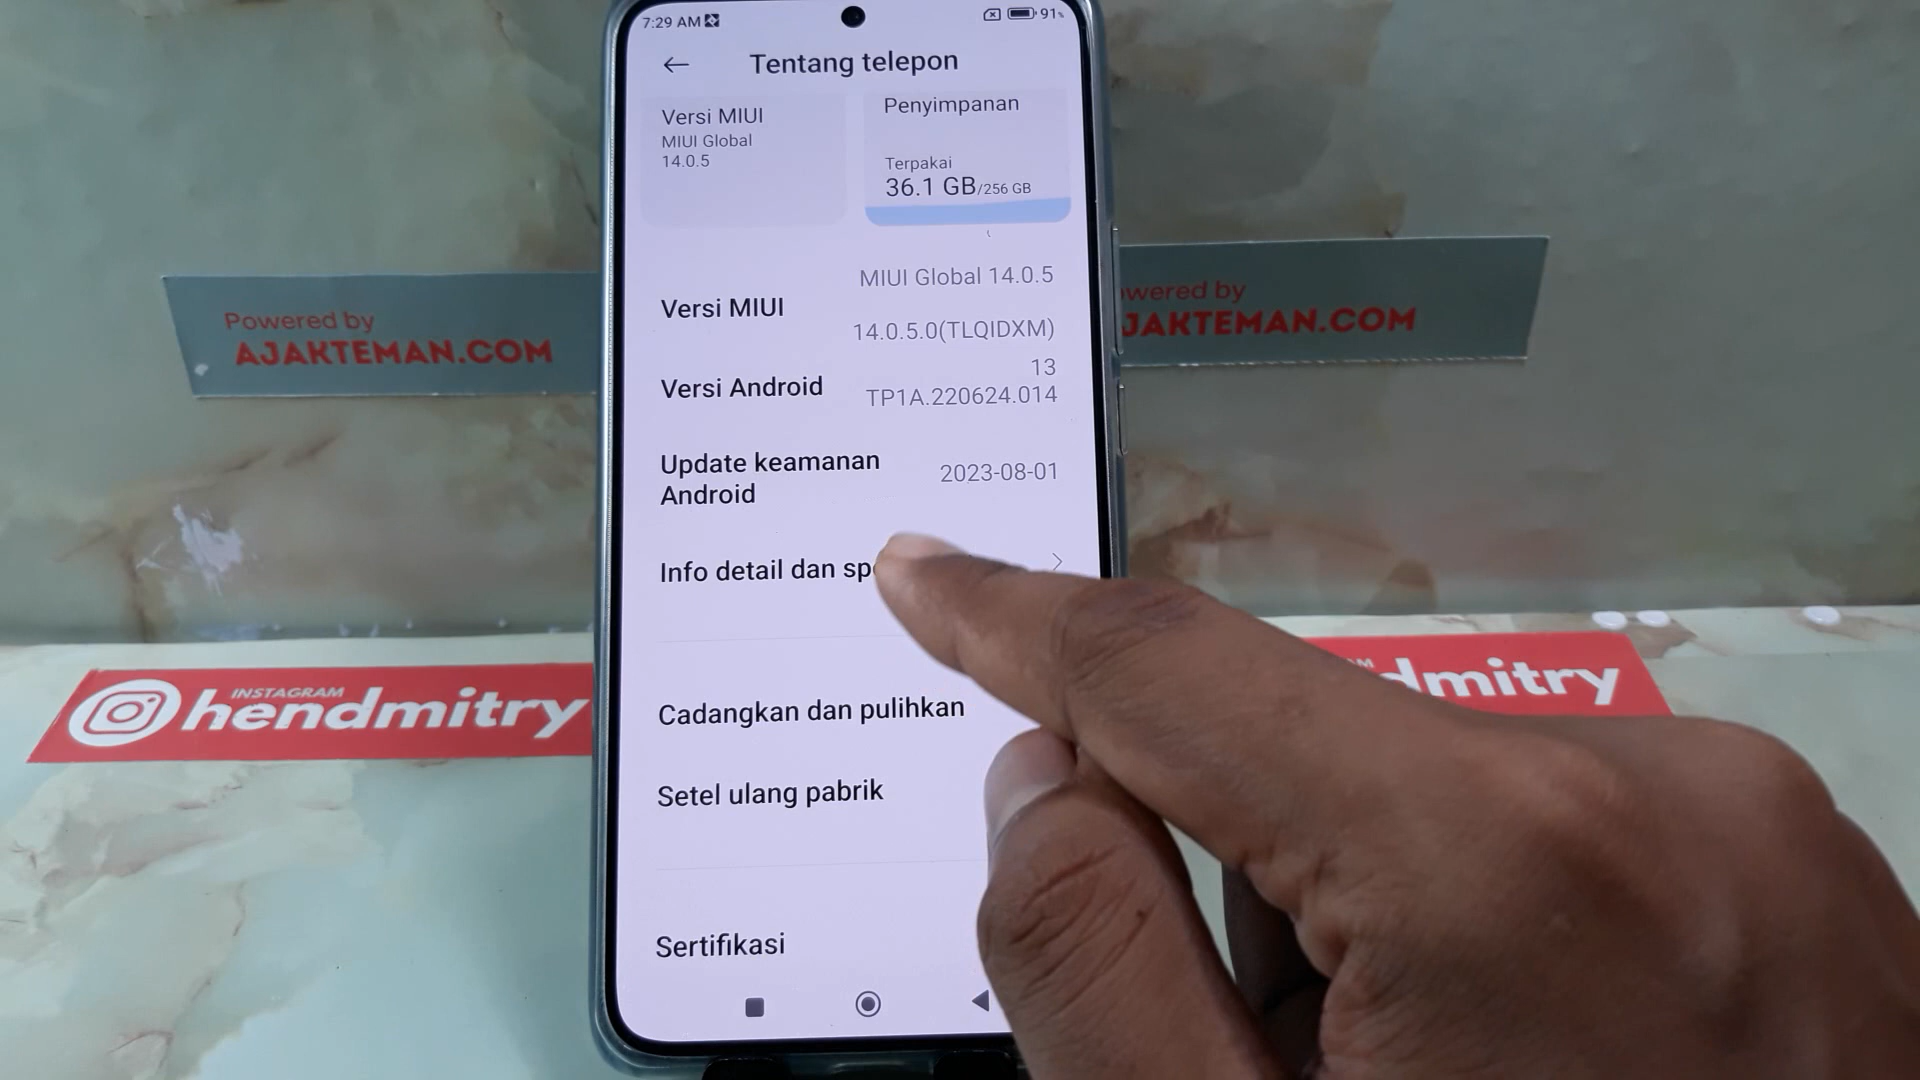 7:29 AM
91%
Tentang telepon
Versi MIUI
MIUI Global
14.0.5
Penyimpanan
Terpakai
36.1 GB/256 GB
Versi MIUI
MIUI Global 14.0.5
14.0.5.0(TLQIDXM)
Versi Android
13
TP1A.220624.014
Update keamanan
Android
2023-08-01
Info detail dan
Cadangkan dan pulihkan
Setel ulang pabrik
Sertifikasi
Powered by
AJAKTEMAN.COM
owered by
JAKTEMAN.COM
INSTAGRAM
hendmitry
dmitry